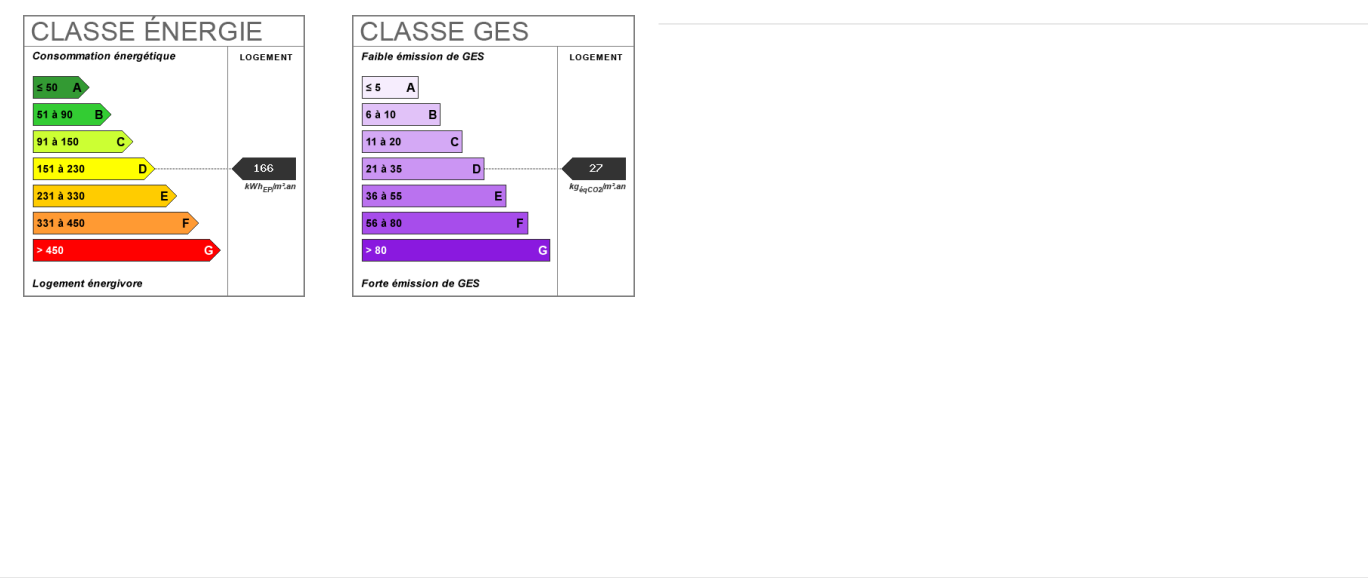 CLASSE ÉNERGIE
Consommation énergétique
LOGEMENT
≤ 50 A
51 à 90 B
91 à 150 C
151 à 230 D
166
kWhEP/m².an
231 à 330 E
331 à 450 F
> 450 G
Logement énergivore
CLASSE GES
Faible émission de GES
LOGEMENT
≤ 5 A
6 à 10 B
11 à 20 C
21 à 35 D
27
kgéqCO2/m².an
36 à 55 E
56 à 80 F
> 80 G
Forte émission de GES